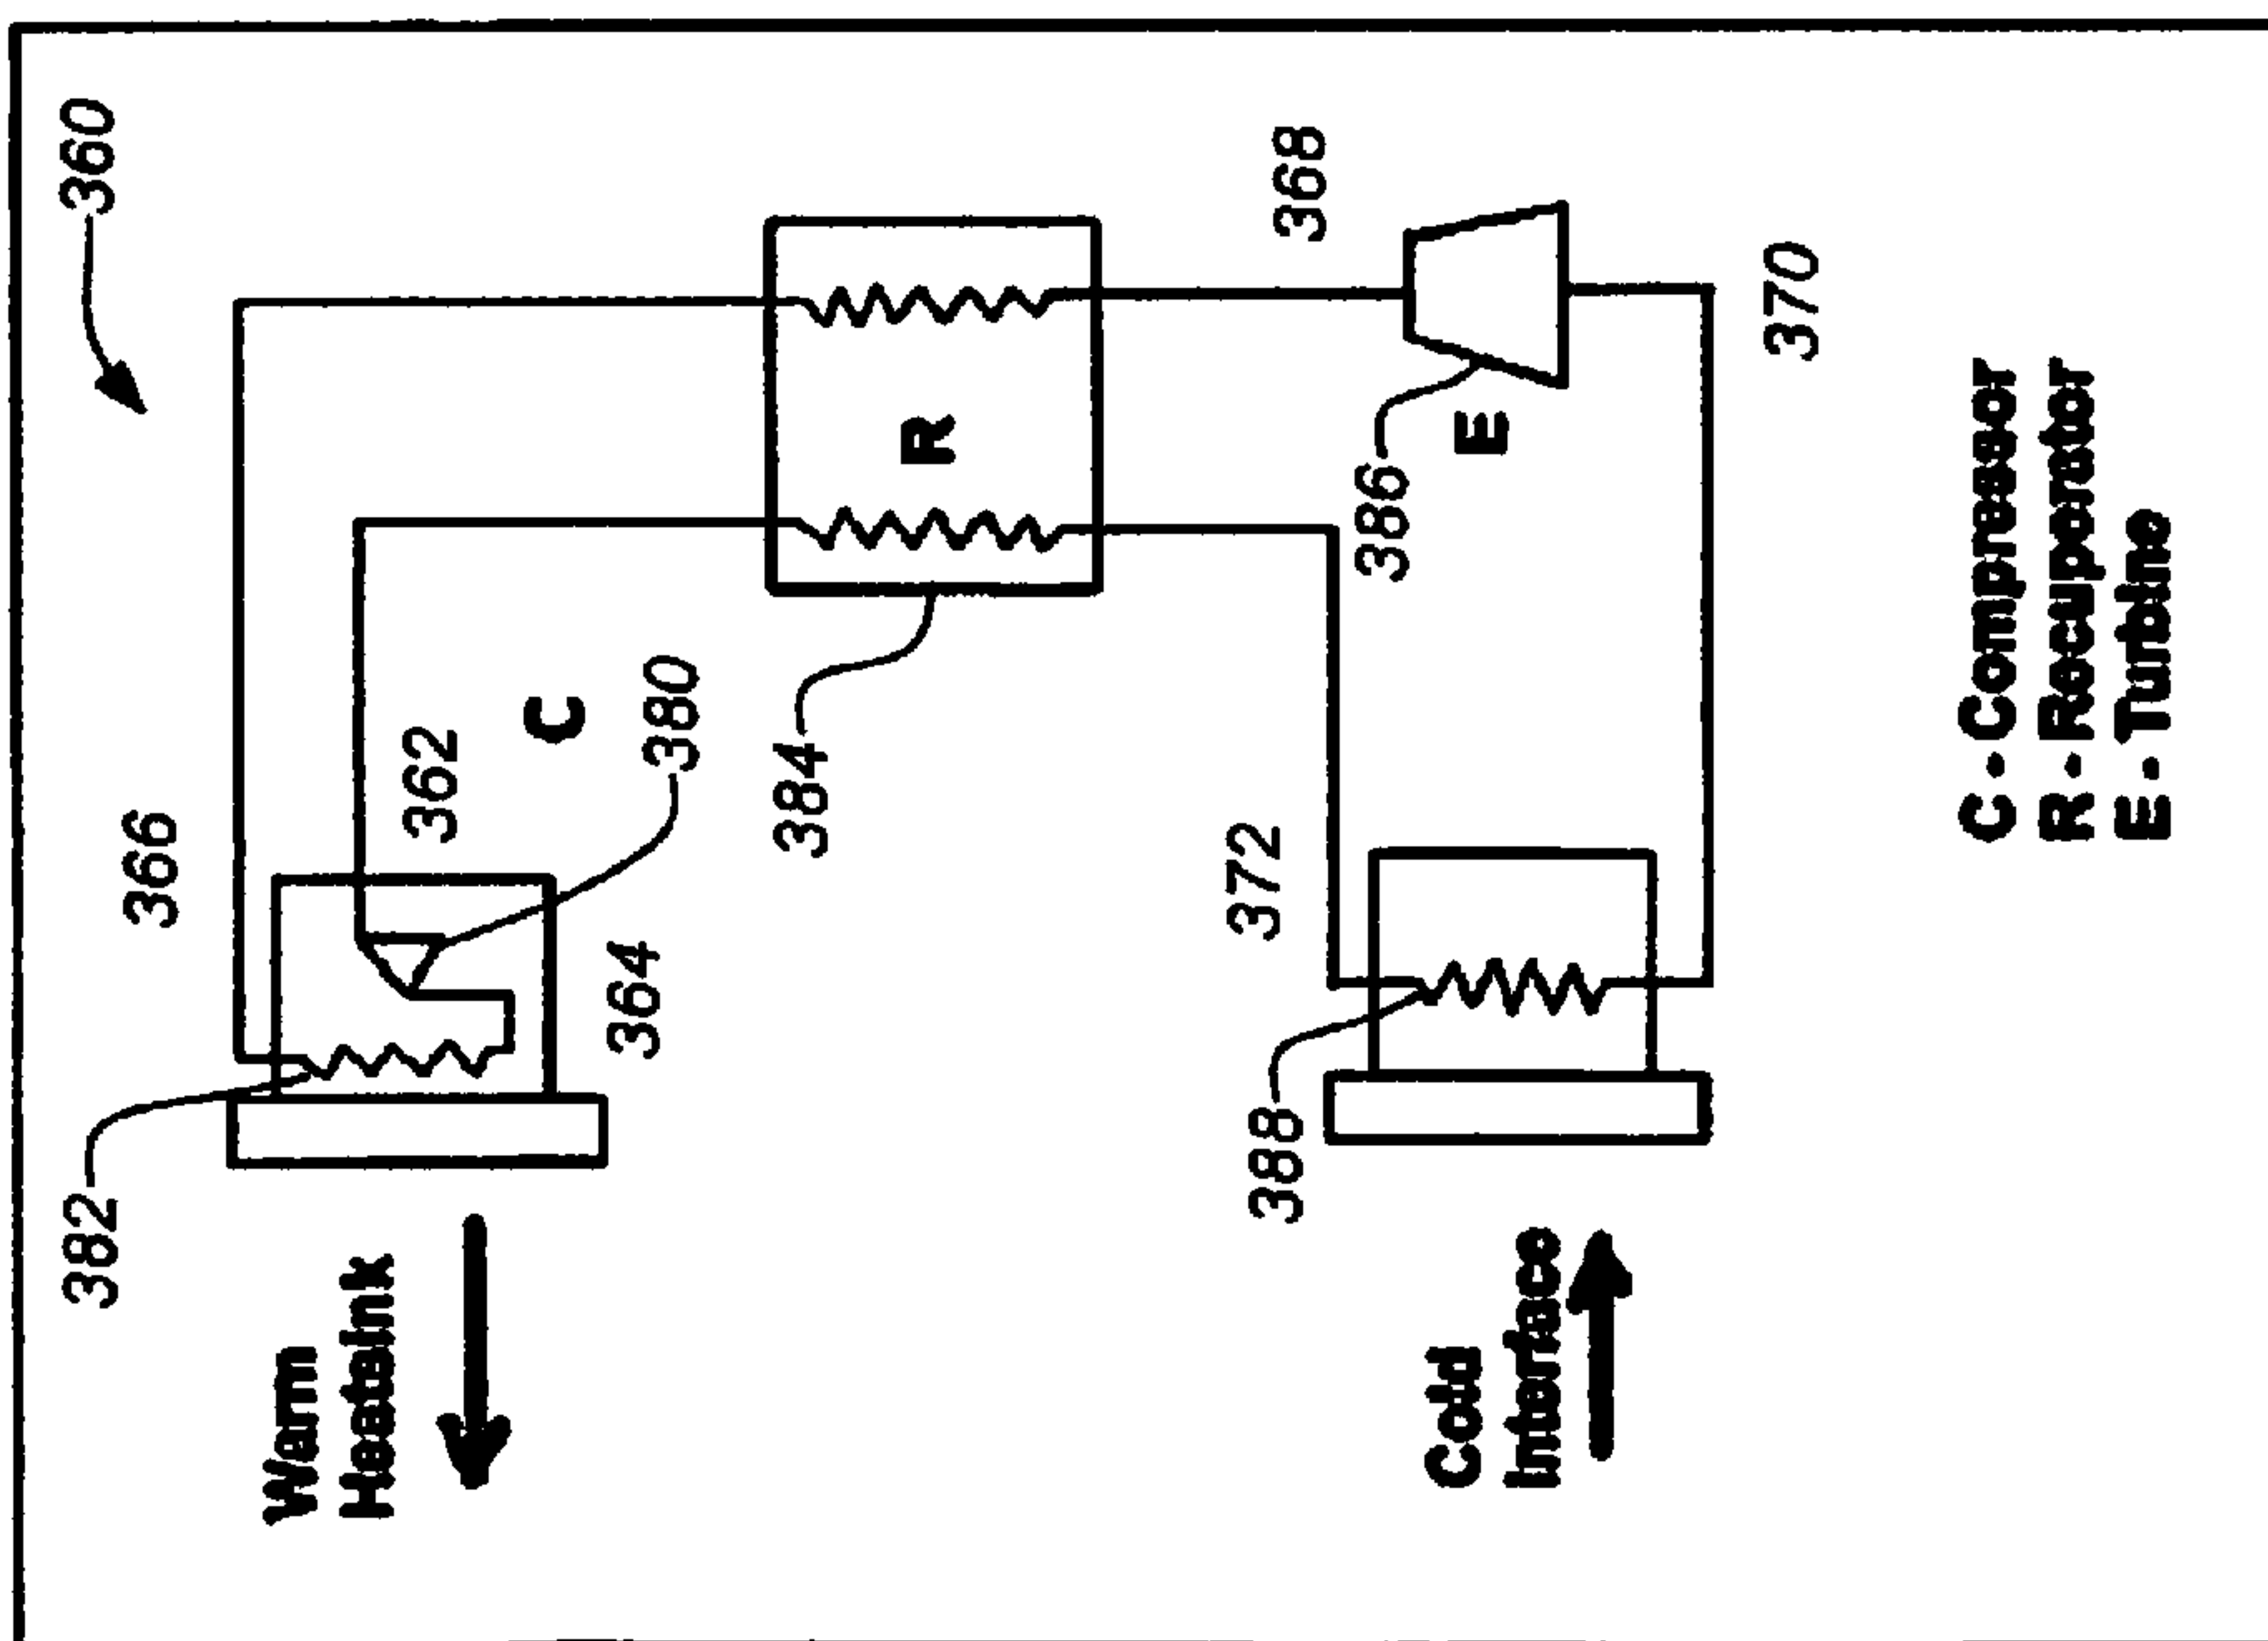 360
366
362
C
380
364
382
Warm
Heatsink
384
R
368
386
E
370
372
388
Cold
Interface
C - Compressor
R - Recuperator
E - Turbine